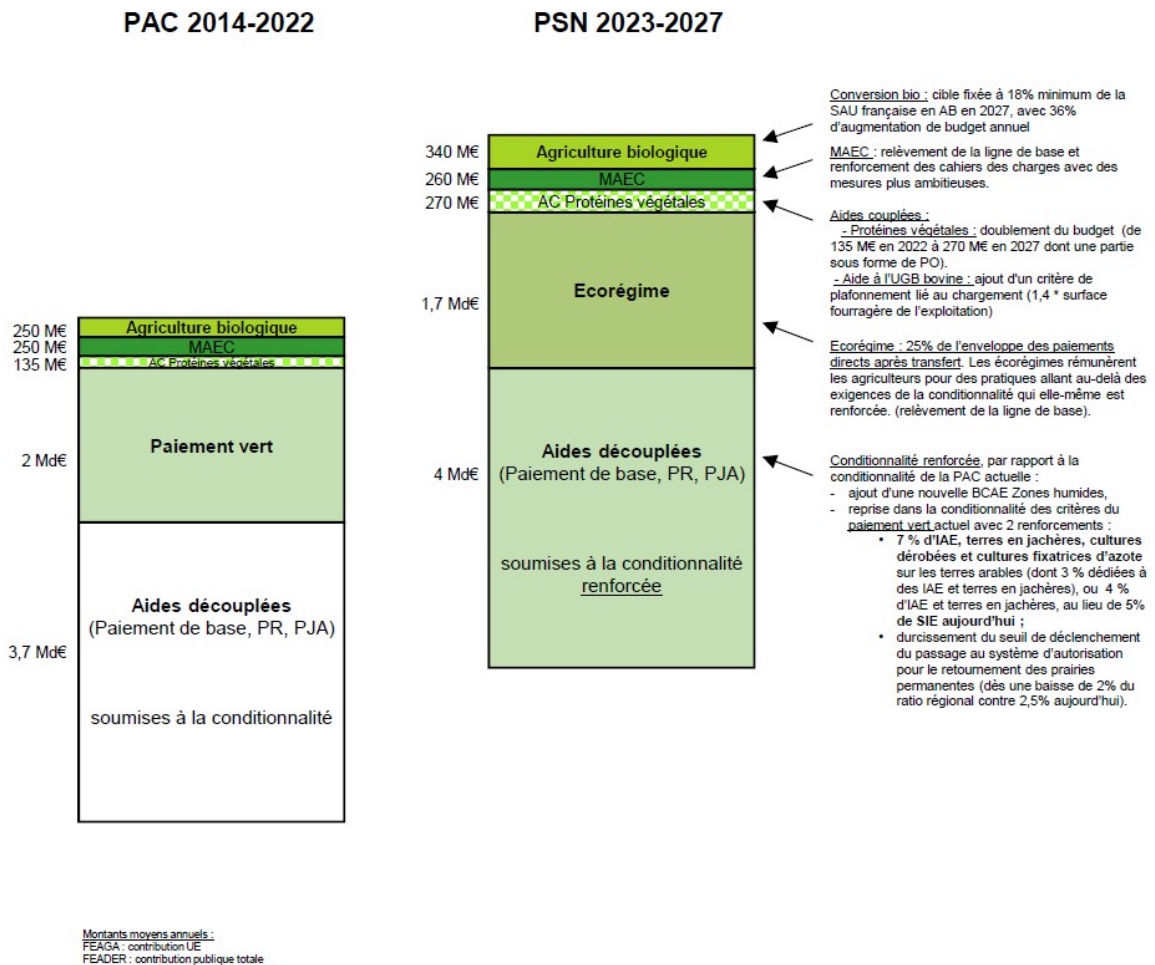 PAC 2014-2022
250 M€
Agriculture biologique
250 M€
MAEC
135 M€
AC Protéines végétales
2 Md€
Paiement vert
3,7 Md€
Aides découplées
(Paiement de base, PR, PJA)
soumises à la conditionnalité
Montants moyens annuels :
FEAGA : contribution UE
FEADER : contribution publique totale
PSN 2023-2027
340 M€
Agriculture biologique
260 M€
MAEC
270 M€
AC Protéines végétales
1,7 Md€
Ecorégime
4 Md€
Aides découplées
(Paiement de base, PR, PJA)
soumises à la conditionnalité
renforcée
Conversion bio : cible fixée à 18% minimum de la
SAU française en AB en 2027, avec 36%
d'augmentation de budget annuel
MAEC : relèvement de la ligne de base et
renforcement des cahiers des charges avec des
mesures plus ambitieuses.
Aides couplées :
- Protéines végétales : doublement du budget (de
135 M€ en 2022 à 270 M€ en 2027 dont une partie
sous forme de PO).
- Aide à l'UGB bovine : ajout d'un critère de
plafonnement lié au chargement (1,4 * surface
fourragère de l'exploitation)
Ecorégime : 25% de l'enveloppe des paiements
directs après transfert. Les écorégimes rémunèrent
les agriculteurs pour des pratiques allant au-delà des
exigences de la conditionnalité qui elle-même est
renforcée. (relèvement de la ligne de base).
Conditionnalité renforcée, par rapport à la
conditionnalité de la PAC actuelle :
- ajout d'une nouvelle BCAE Zones humides,
- reprise dans la conditionnalité des critères du
paiement vert actuel avec 2 renforcements :
• 7 % d'IAE, terres en jachères, cultures
dérobées et cultures fixatrices d'azote
sur les terres arables (dont 3 % dédiées à
des IAE et terres en jachères), ou 4 %
d'IAE et terres en jachères, au lieu de 5%
de SIE aujourd'hui ;
• durcissement du seuil de déclenchement
du passage au système d'autorisation
pour le retournement des prairies
permanentes (dès une baisse de 2% du
ratio régional contre 2,5% aujourd'hui).